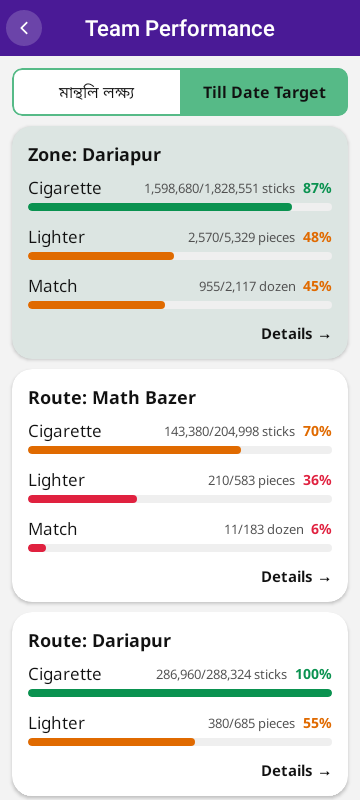 Team Performance
মান্থলি লক্ষ্য
Till Date Target
Zone: Dariapur
Cigarette 1,598,680/1,828,551 sticks 87%
Lighter 2,570/5,329 pieces 48%
Match 955/2,117 dozen 45%
Details →
Route: Math Bazer
Cigarette 143,380/204,998 sticks 70%
Lighter 210/583 pieces 36%
Match 11/183 dozen 6%
Details →
Route: Dariapur
Cigarette 286,960/288,324 sticks 100%
Lighter 380/685 pieces 55%
Details →